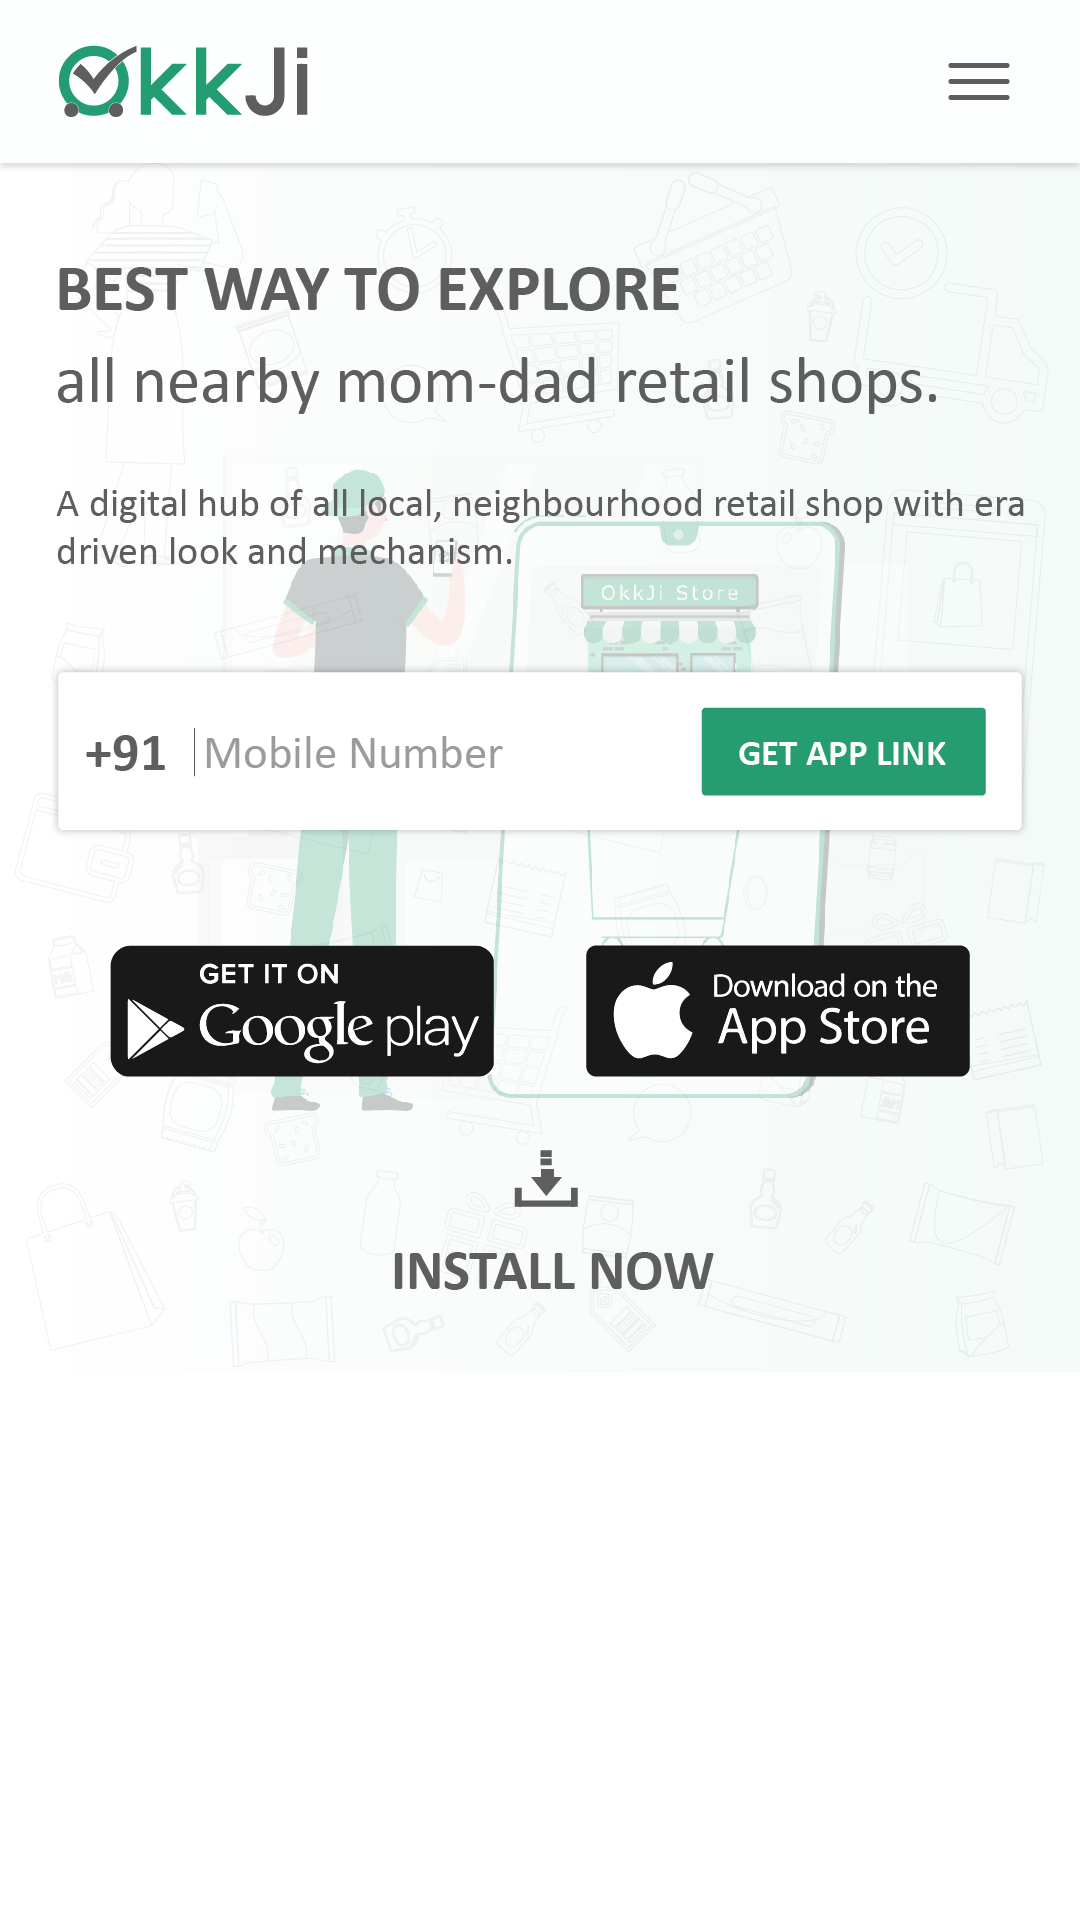 OkkJi
BEST WAY TO EXPLORE
all nearby mom-dad retail shops.
A digital hub of all local, neighbourhood retail shop with era
driven look and mechanism.
OkkJi Store
+91 Mobile Number
GET APP LINK
GET IT ON
Google play
Download on the
App Store
INSTALL NOW